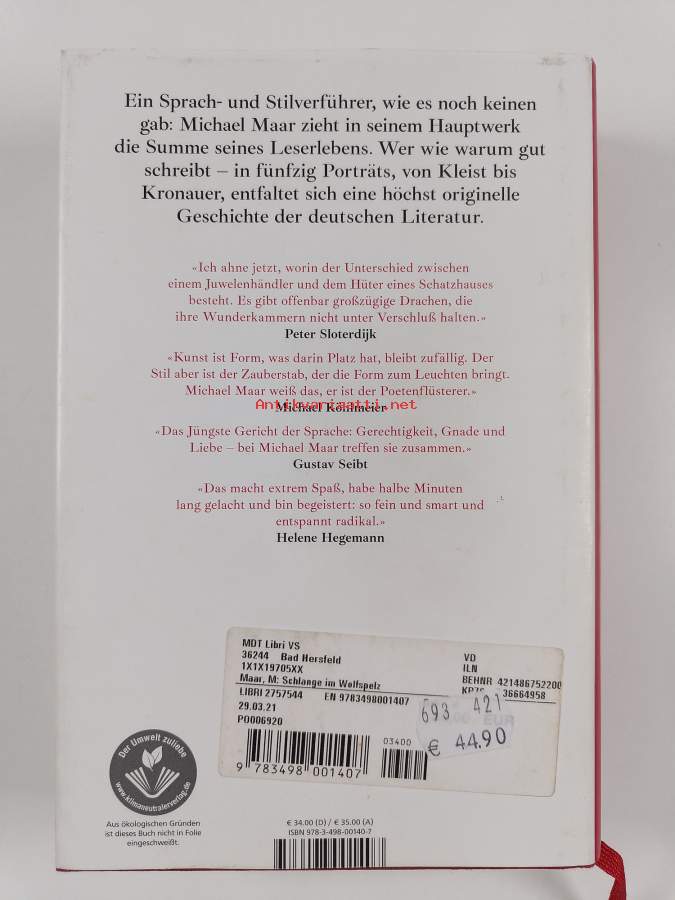 Ein Sprach- und Stilverführer, wie es noch keinen
gab: Michael Maar zieht in seinem Hauptwerk
die Summe seines Leserlebens. Wer wie warum gut
schreibt – in fünfzig Porträts, von Kleist bis
Kronauer, entfaltet sich eine höchst originelle
Geschichte der deutschen Literatur.
«Ich ahne jetzt, worin der Unterschied zwischen
einem Juwelenhändler und dem Hüter eines Schatzhauses
besteht. Es gibt offenbar großzügige Drachen, die
ihre Wunderkammern nicht unter Verschluß halten.»
Peter Sloterdijk
«Kunst ist Form, was darin Platz hat, bleibt zufällig. Der
Stil aber ist der Zauberstab, der die Form zum Leuchten bringt.
Michael Maar weiß das, er ist der Poetenflüsterer.»
Antikvariaatti.net
Michael Köhlmeier
«Das Jüngste Gericht der Sprache: Gerechtigkeit, Gnade und
Liebe – bei Michael Maar treffen sie zusammen.»
Gustav Seibt
«Das macht extrem Spaß, habe halbe Minuten
lang gelacht und bin begeistert: so fein und smart und
entspannt radikal.»
Helene Hegemann
MDT Libri VS
36244 Bad Hersfeld VD
1X1X19705XX ILN
Maar, M: Schlange im Wolfspelz BEHNR 421486752200
LIBRI 2757544 EN 9783498001407 36664958
29.03.21 693 421
P0006920 EUR
€ 44.90
03400
9 783498 001407
Der Umwelt zuliebe
www.klimaneutralerverlag.de
Aus ökologischen Gründen
ist dieses Buch nicht in Folie
eingeschweißt.
€ 34.00 (D) / € 35.00 (A)
ISBN 978-3-498-00140-7